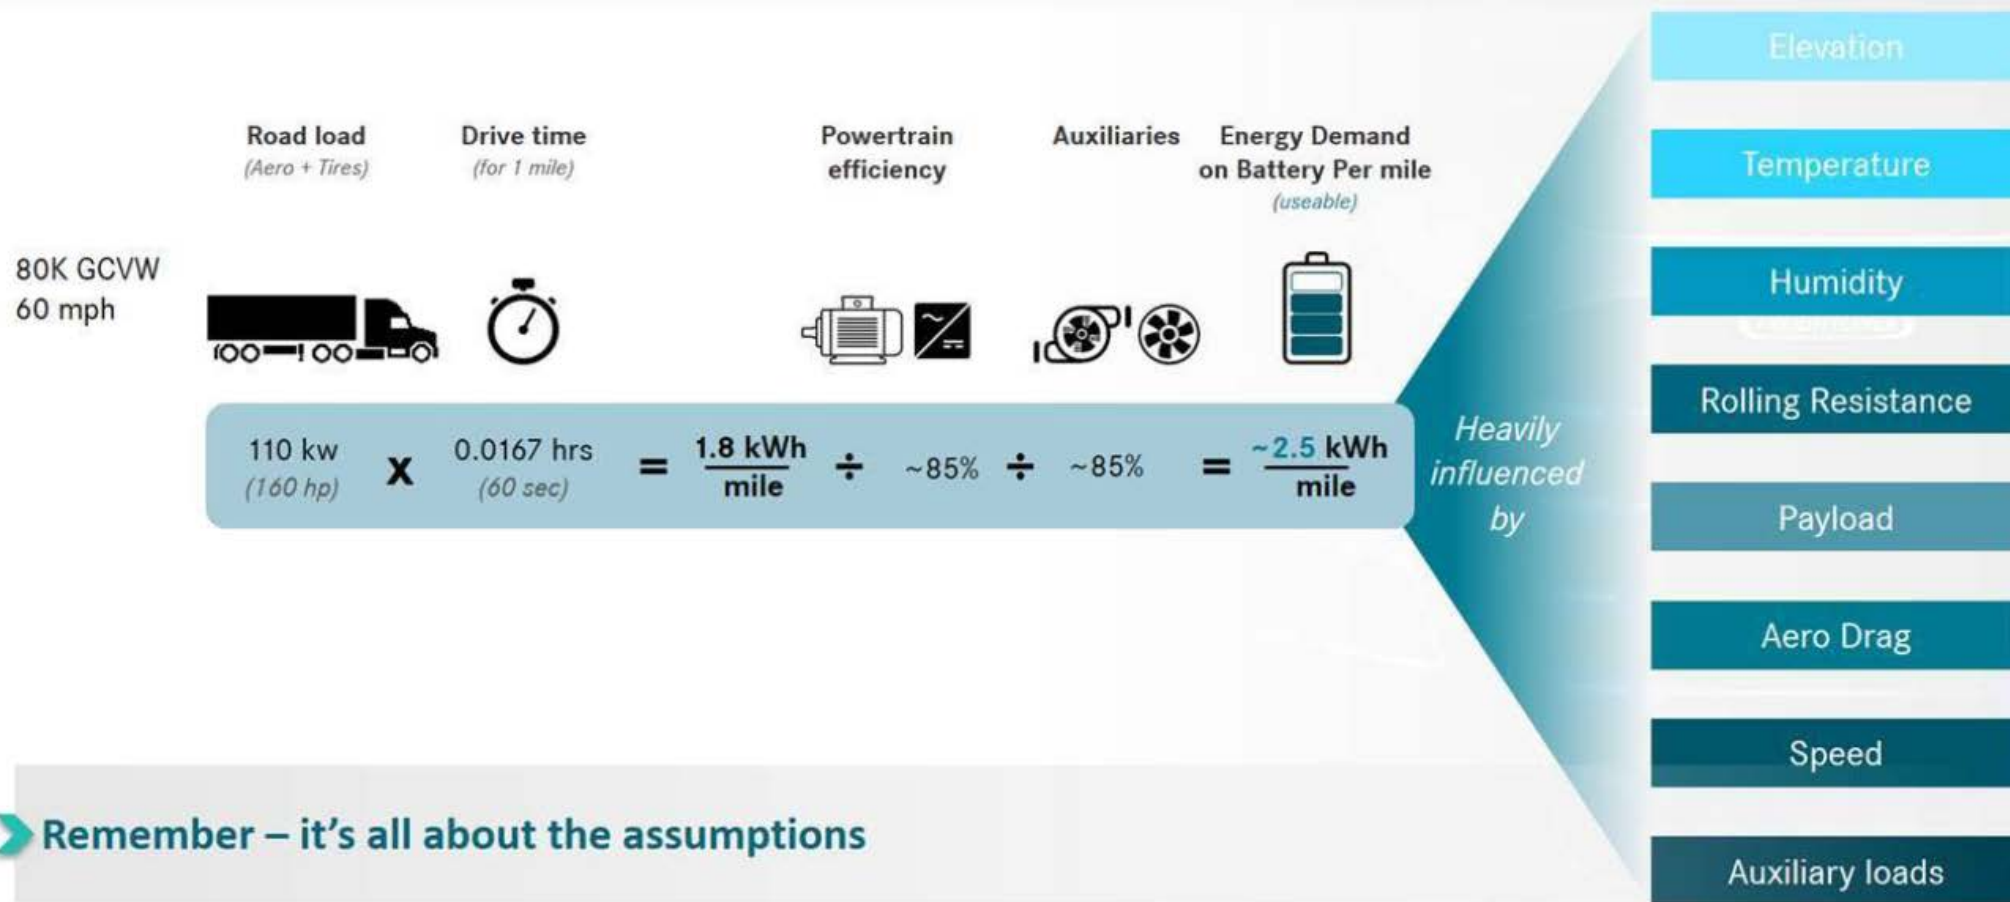 Road load
(Aero + Tires)
Drive time
(for 1 mile)
Powertrain
efficiency
Auxiliaries
Energy Demand
on Battery Per mile
(useable)
80K GCVW
60 mph
110 kw
(160 hp)
X
0.0167 hrs
(60 sec)
=
1.8 kWh
mile
÷
~85%
÷
~85%
=
~2.5 kWh
mile
Heavily
influenced
by
Elevation
Temperature
Humidity
Rolling Resistance
Payload
Aero Drag
Speed
Auxiliary loads
Remember – it's all about the assumptions